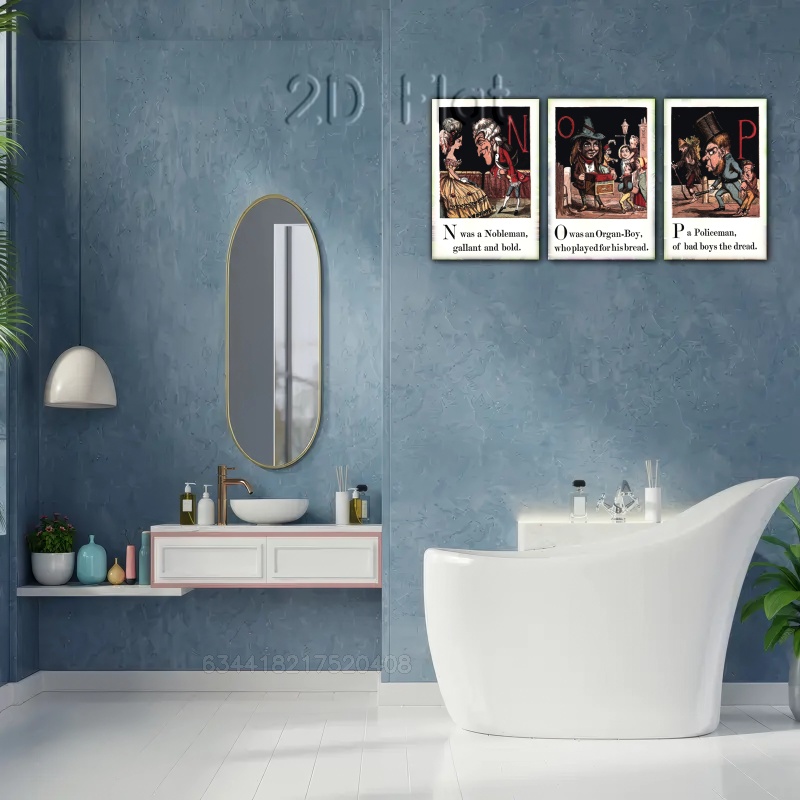 2D Flat
N
N was a Nobleman,
gallant and bold.
O
O was an Organ-Boy,
who played for his bread.
P
P a Policeman,
of bad boys the dread.
634418217520408